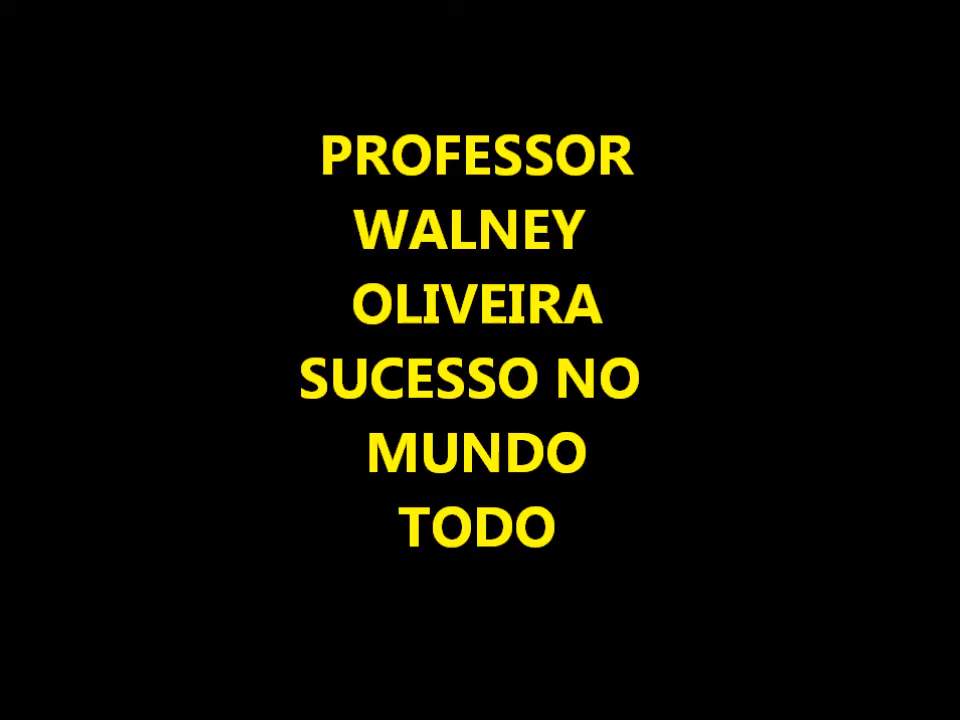 PROFESSOR
WALNEY
OLIVEIRA
SUCESSO NO
MUNDO
TODO